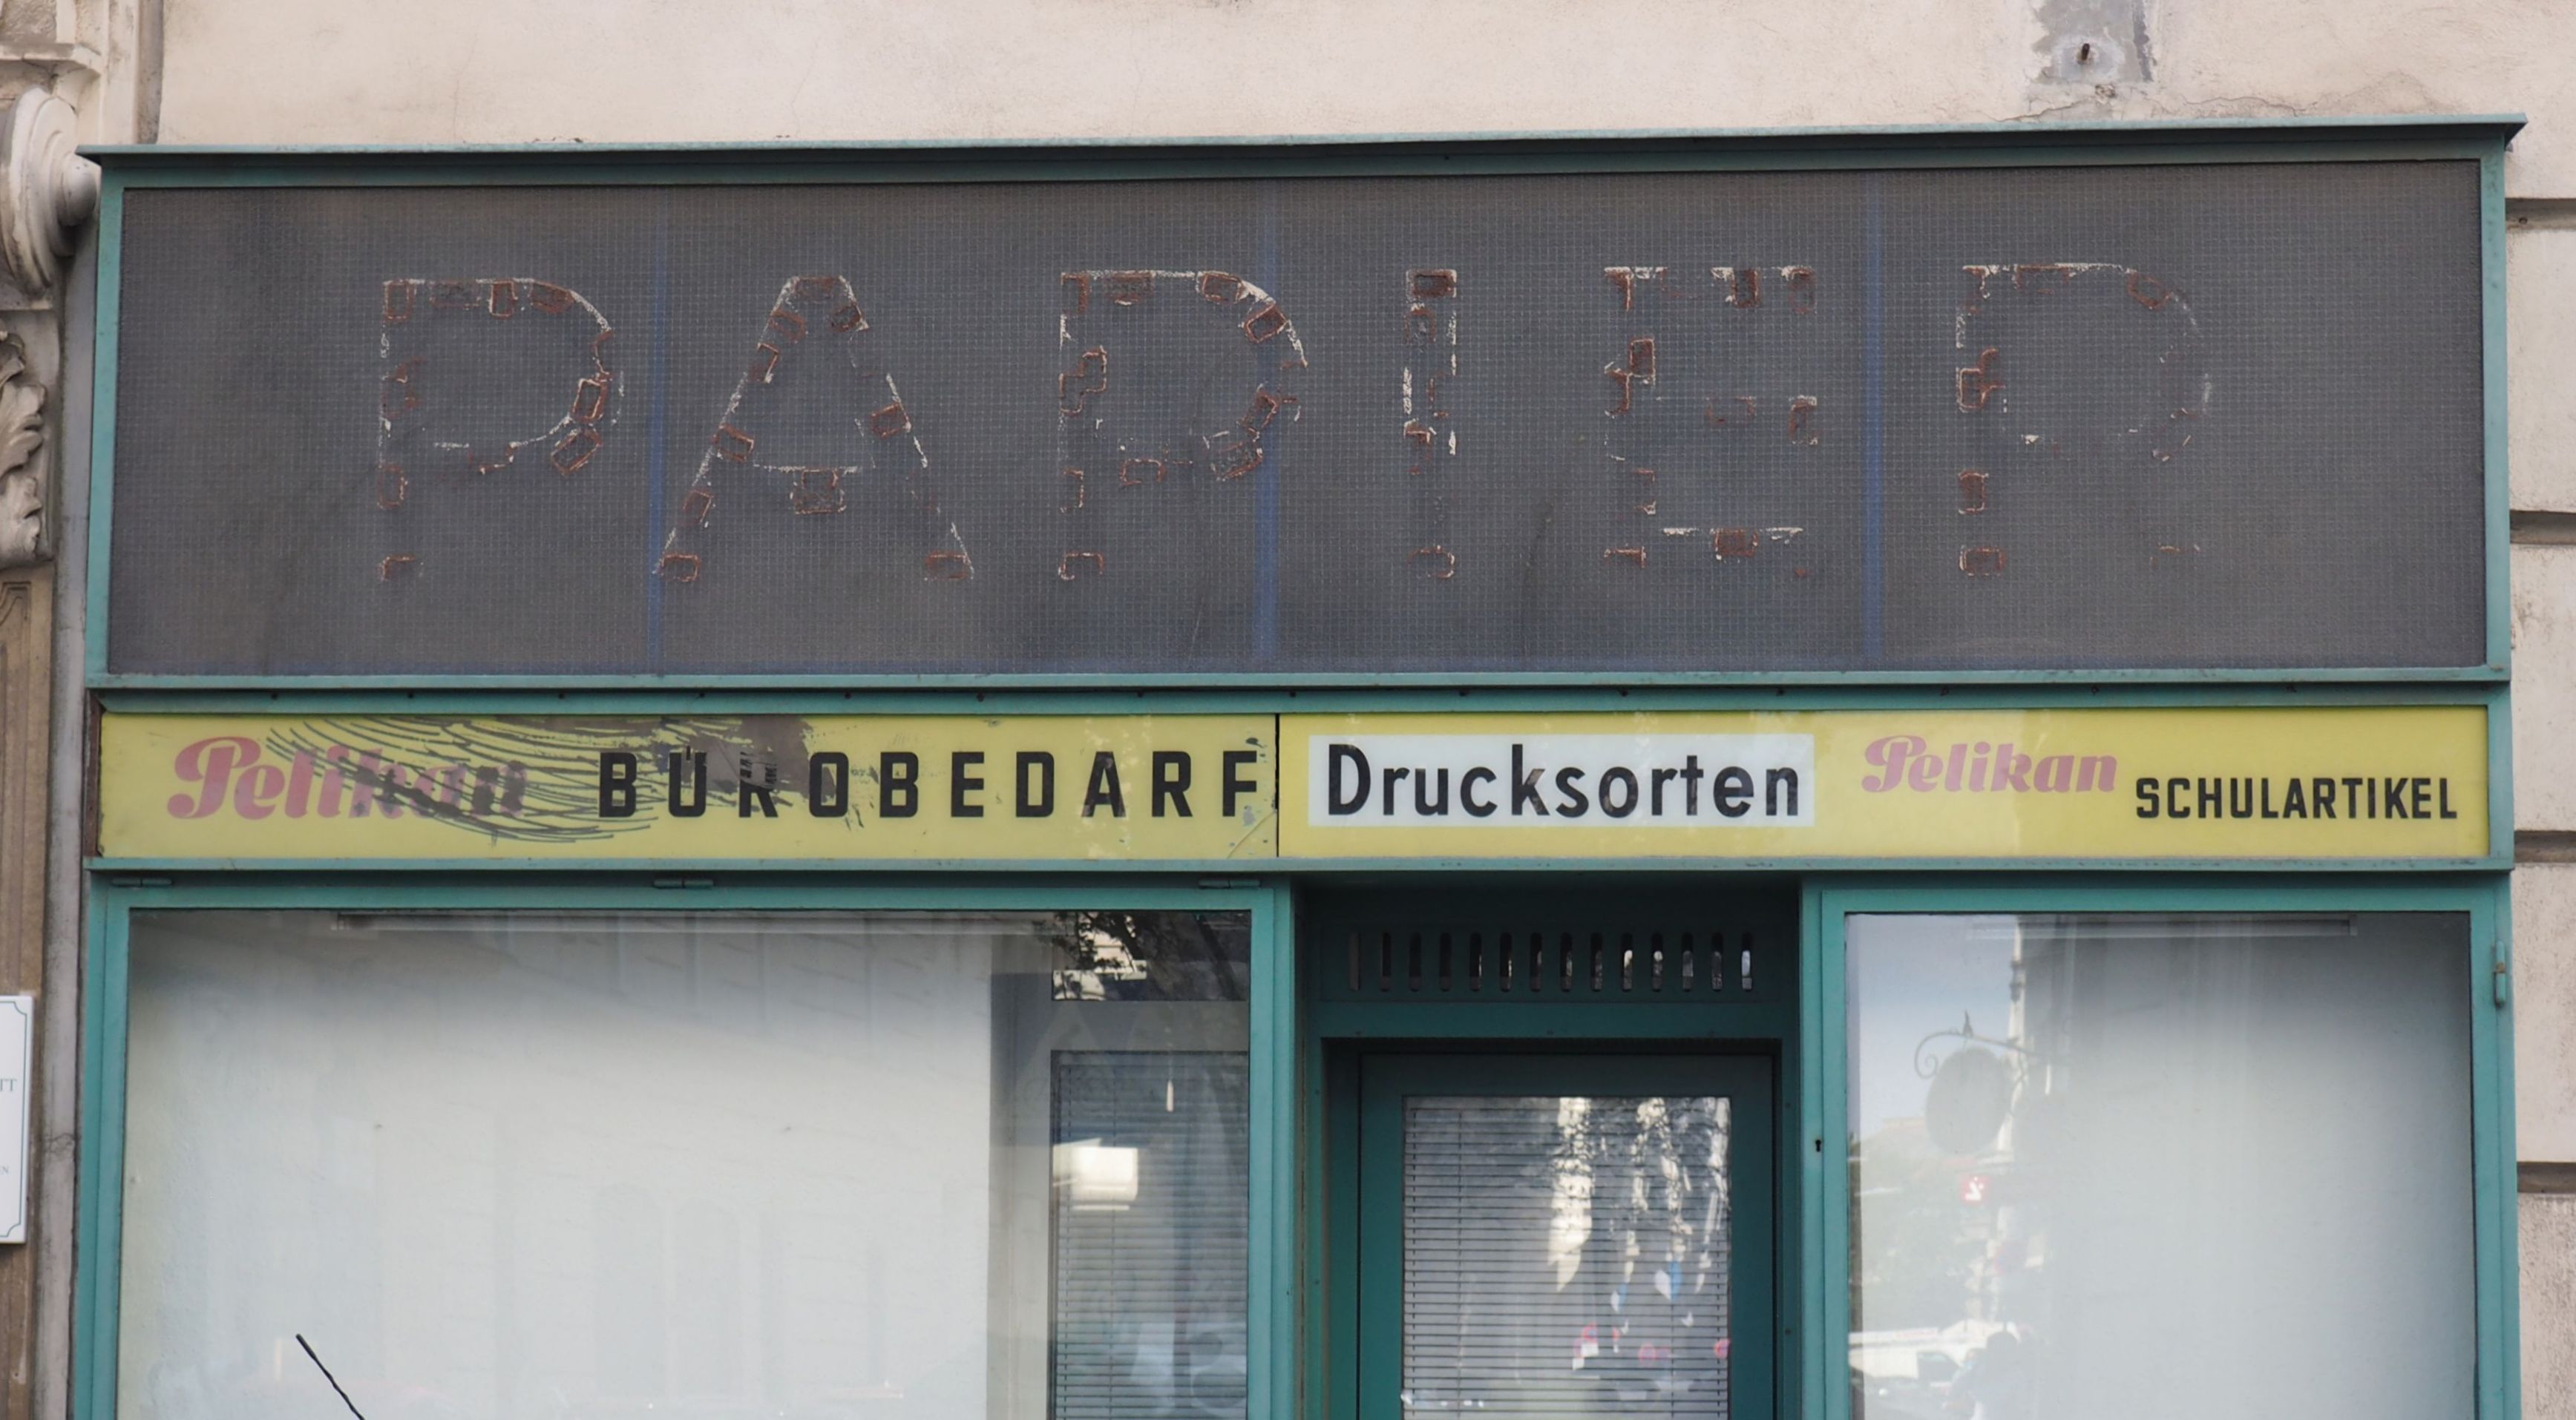 PAPIER
Pelikan BÜROBEDARF Drucksorten Pelikan SCHULARTIKEL